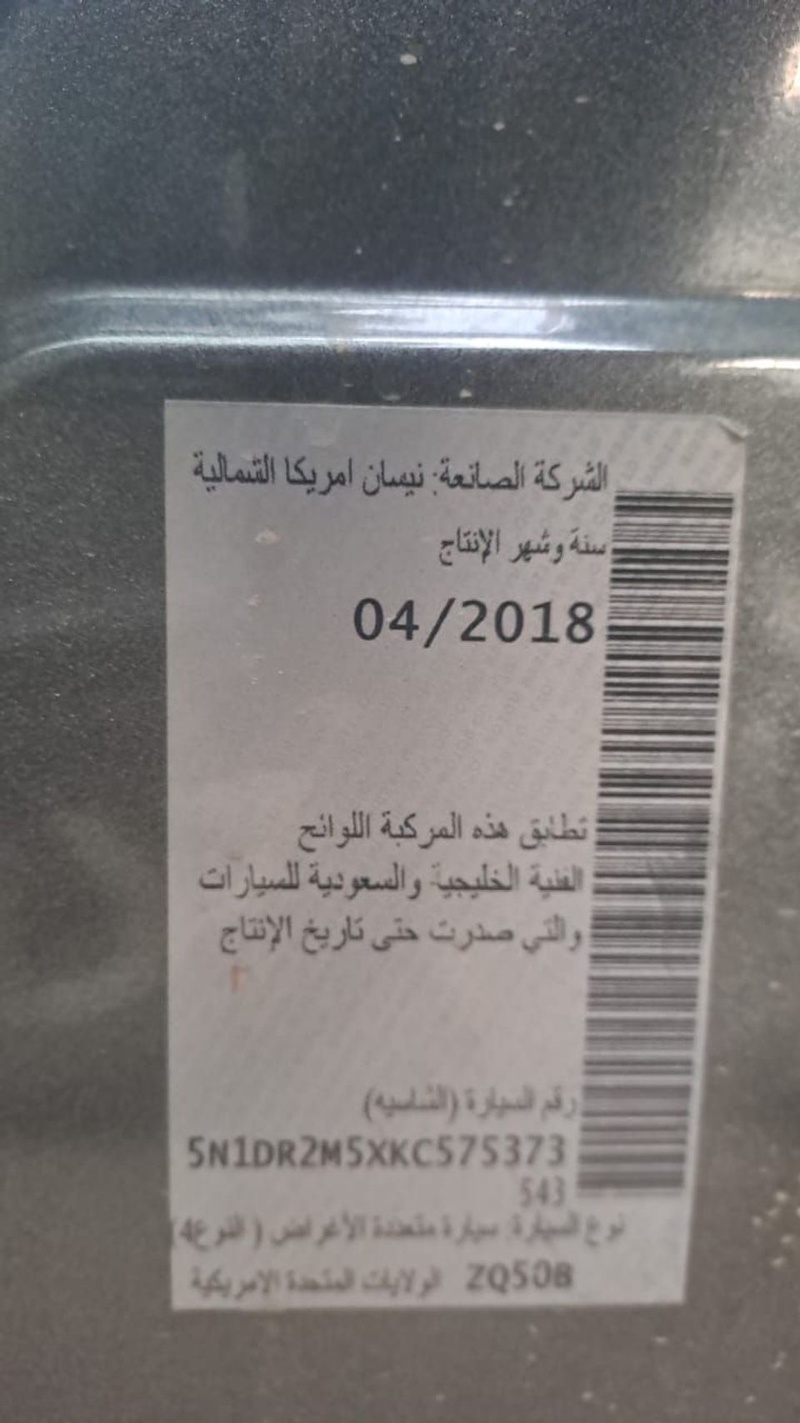 الشركة الصانعة: نيسان امريكا الشمالية
سنة وشهر الإنتاج
04/2018
تطابق هذه المركبة اللوائح
الفنية الخليجية والسعودية للسيارات
والتي صدرت حتى تاريخ الإنتاج
رقم السيارة (الشاسيه)
5N1DR2M5XKC575373
543
نوع السيارة: سيارة متعددة الأغراض (النوع4)
ZQ50B الولايات المتحدة الامريكية